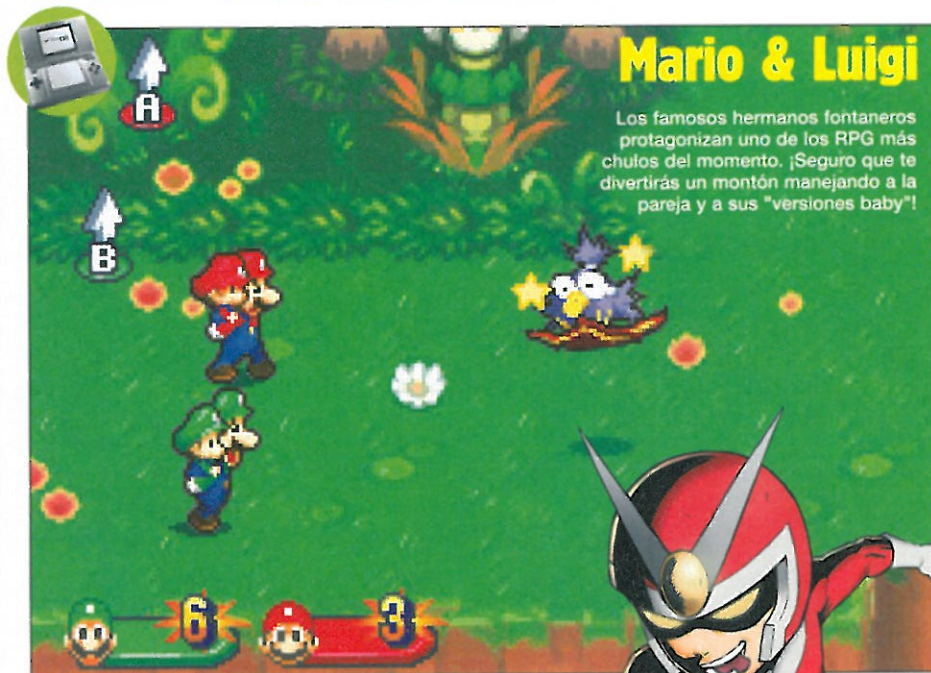 Mario & Luigi
Los famosos hermanos fontaneros
protagonizan uno de los RPG más
chulos del momento. ¡Seguro que te
divertirás un montón manejando a la
pareja y a sus "versiones baby"!
A
B
6
3